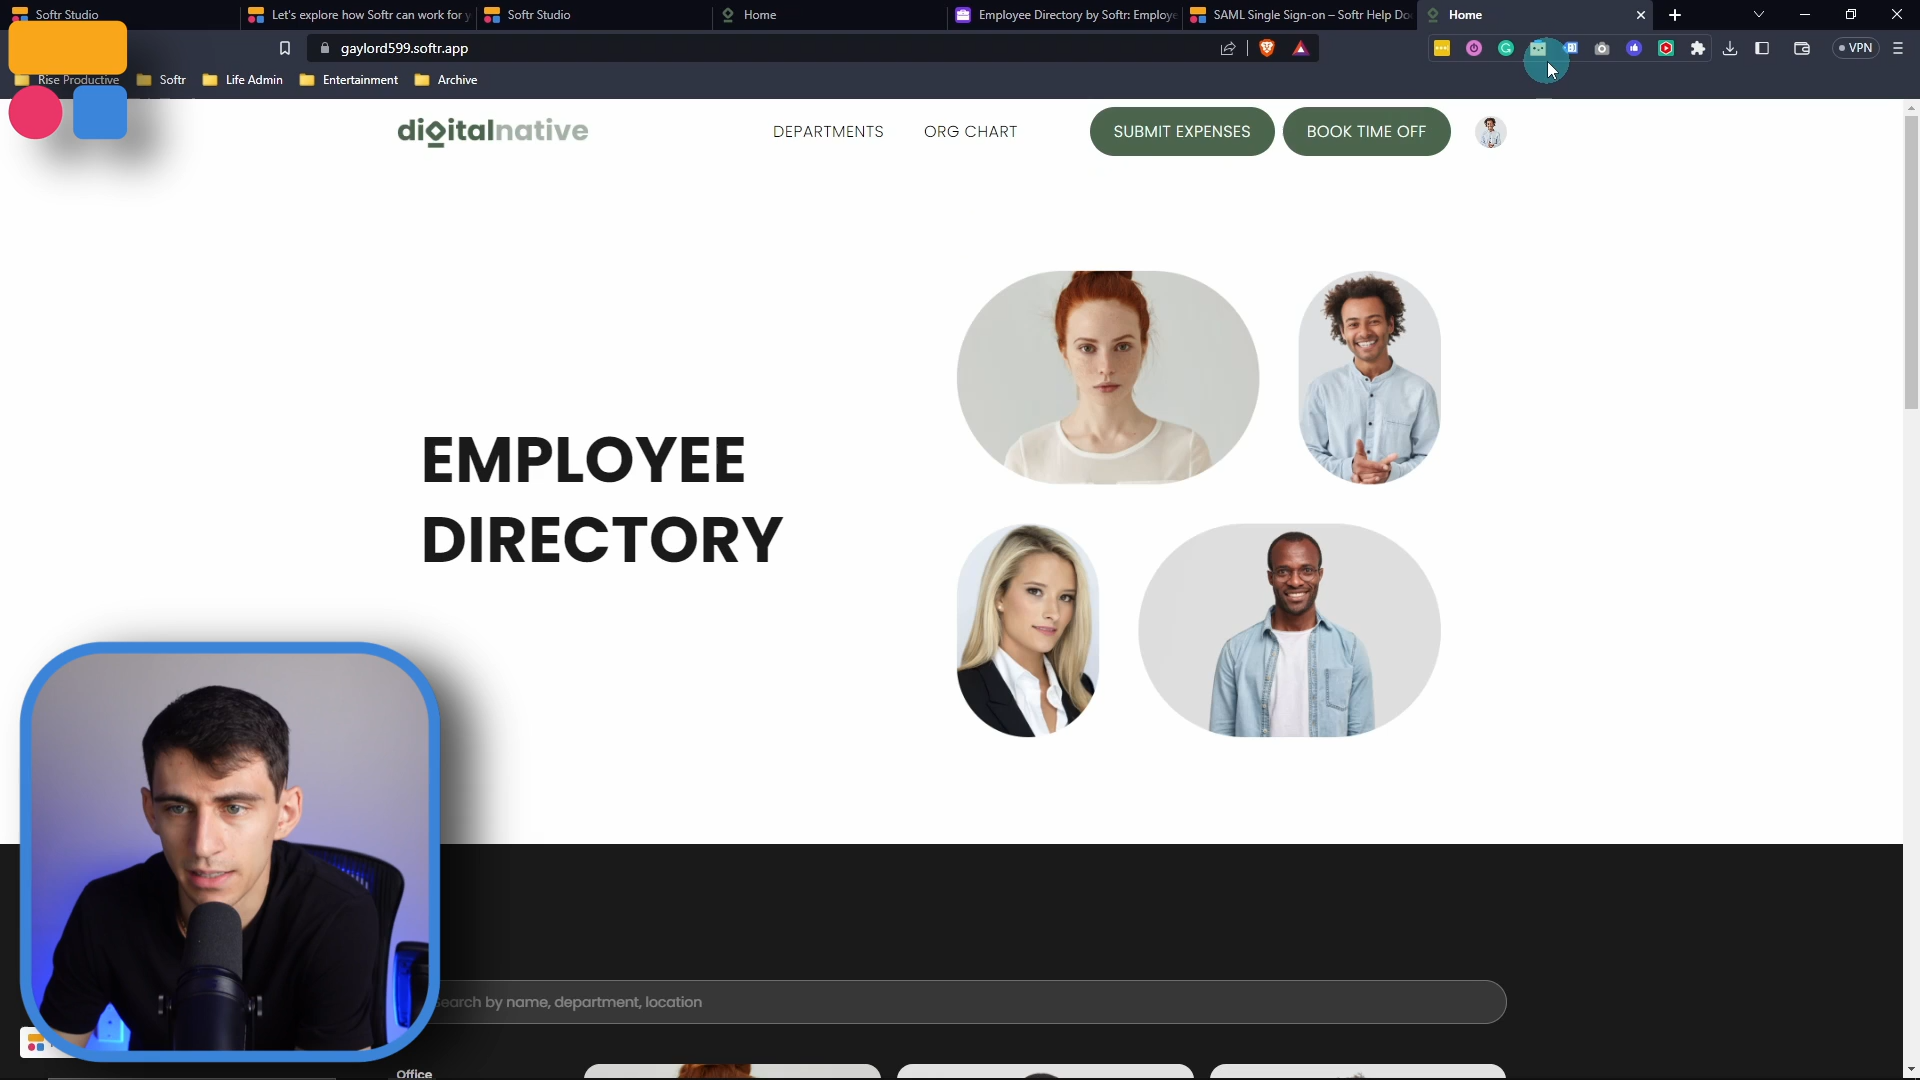 Softr Studio
Let's explore how Softr can work for y
Softr Studio
Home
Employee Directory by Softr: Employe
SAML Single Sign-on – Softr Help Do
Home
gaylord599.softr.app
VPN
Rise Productive
Softr
Life Admin
Entertainment
Archive
digitalnative
DEPARTMENTS
ORG CHART
SUBMIT EXPENSES
BOOK TIME OFF
EMPLOYEE
DIRECTORY
earch by name, department, location
Office